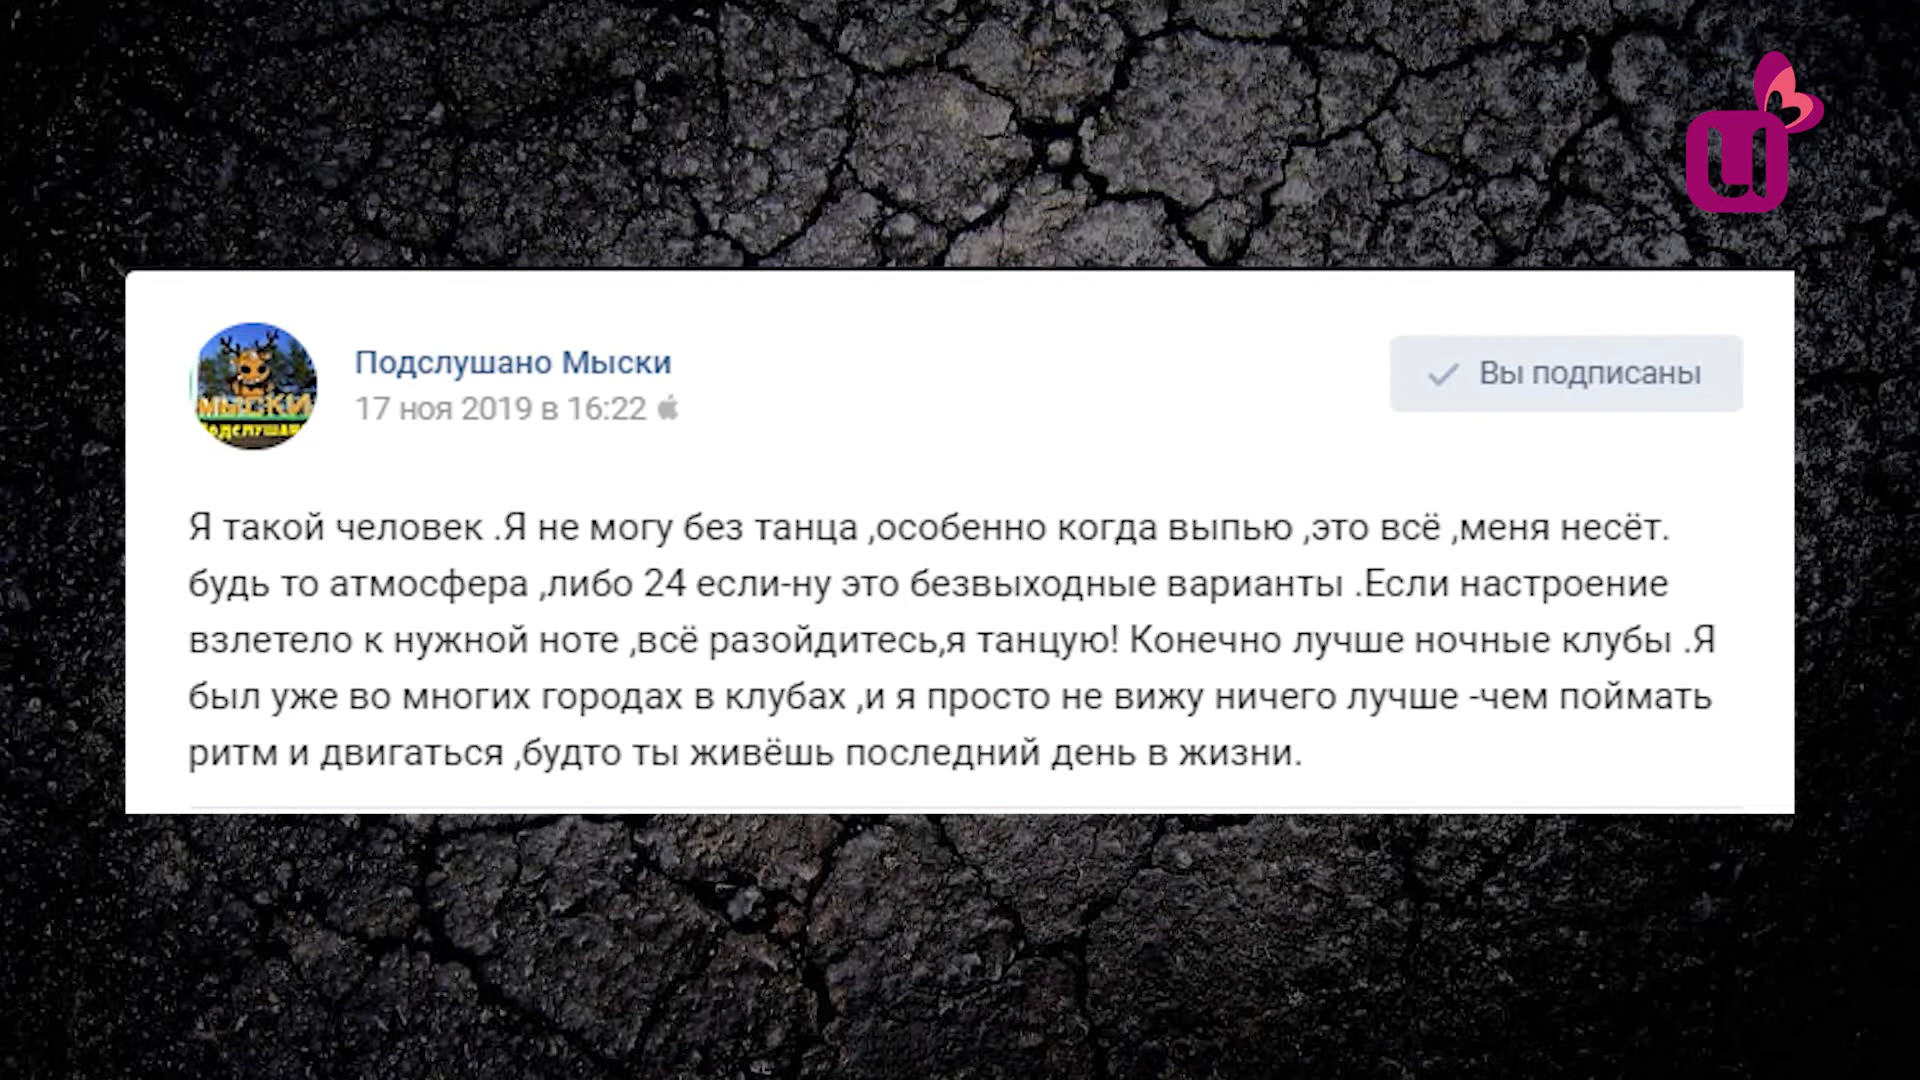 Подслушано Мыски
17 ноя 2019 в 16:22
Вы подписаны
МЫСКИ
Я такой человек .Я не могу без танца ,особенно когда выпью ,это всё ,меня несёт.
будь то атмосфера ,либо 24 если-ну это безвыходные варианты .Если настроение
взлетело к нужной ноте ,всё разойдитесь,я танцую! Конечно лучше ночные клубы .Я
был уже во многих городах в клубах ,и я просто не вижу ничего лучше -чем поймать
ритм и двигаться ,будто ты живёшь последний день в жизни.